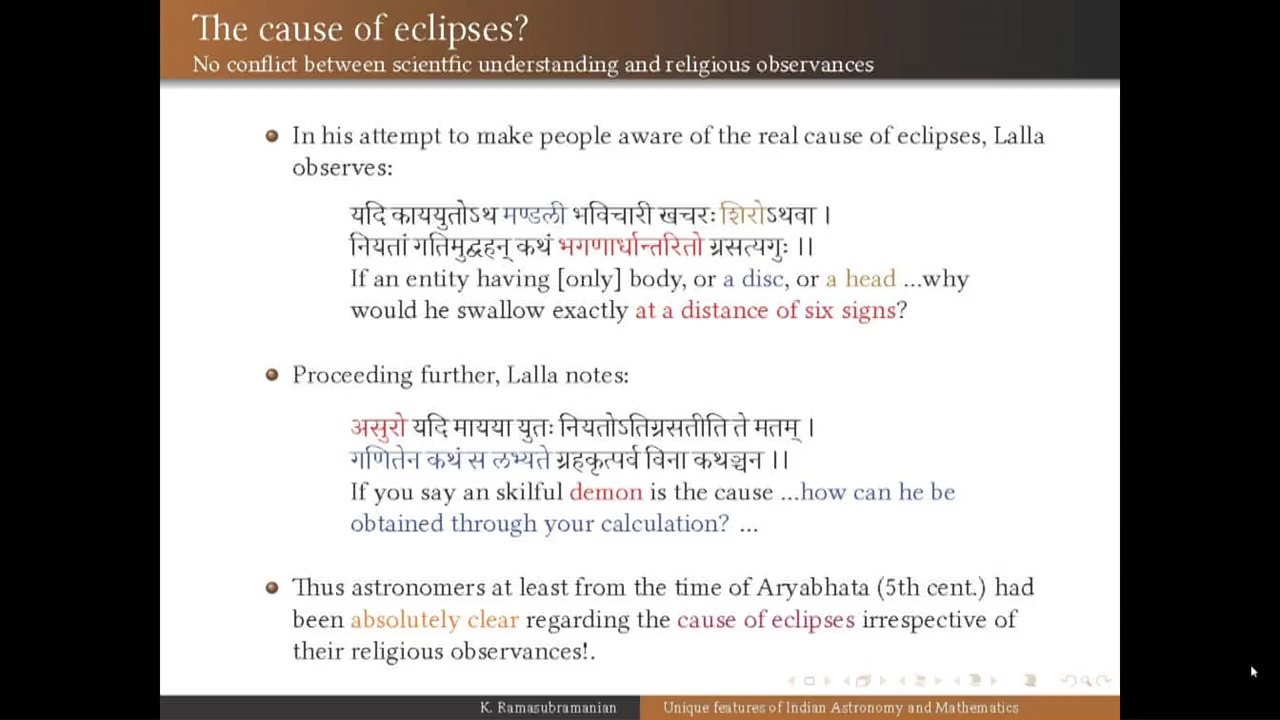 The cause of eclipses?
No conflict between scientfic understanding and religious observances
In his attempt to make people aware of the real cause of eclipses, Lalla
observes:
यदि काययुतोऽथ मण्डली भविचारी खचरः शिरोऽथवा ।
नियतां गतिमुद्वहन् कथं भगणार्धान्तरितो ग्रसत्यगुः ।।
If an entity having [only] body, or a disc, or a head ...why
would he swallow exactly at a distance of six signs?
Proceeding further, Lalla notes:
असुरो यदि मायया युतः नियतोऽतिग्रसतीति ते मतम् ।
गणितेन कथं स लभ्यते ग्रहकृत्पर्व विना कथञ्चन ।।
If you say an skilful demon is the cause ...how can he be
obtained through your calculation? ...
Thus astronomers at least from the time of Aryabhata (5th cent.) had
been absolutely clear regarding the cause of eclipses irrespective of
their religious observances!.
K. Ramasubramanian Unique features of Indian Astronomy and Mathematics